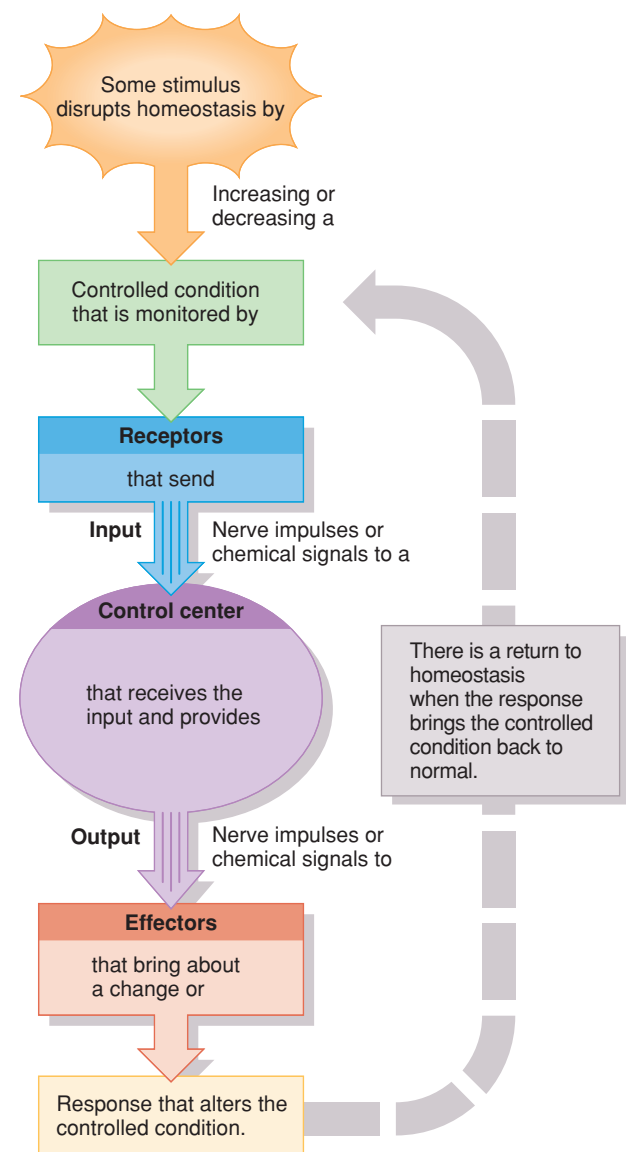 Some stimulus
disrupts homeostasis by
Increasing or
decreasing a
Controlled condition
that is monitored by
Receptors
that send
Input
Nerve impulses or
chemical signals to a
Control center
that receives the
input and provides
Output
Nerve impulses or
chemical signals to
Effectors
that bring about
a change or
Response that alters the
controlled condition.
There is a return to
homeostasis
when the response
brings the controlled
condition back to
normal.